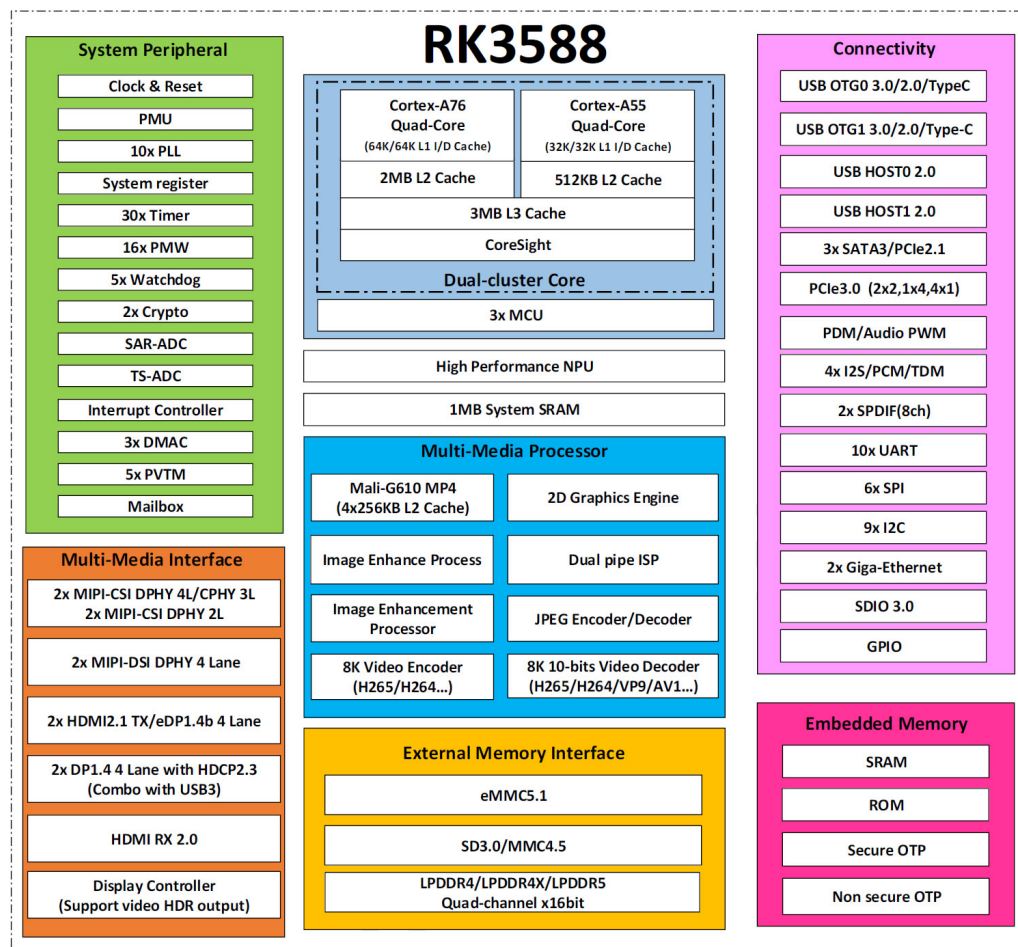 RK3588
System Peripheral
Clock & Reset
PMU
10x PLL
System register
30x Timer
16x PMW
5x Watchdog
2x Crypto
SAR-ADC
TS-ADC
Interrupt Controller
3x DMAC
5x PVTM
Mailbox
Multi-Media Interface
2x MIPI-CSI DPHY 4L/CPHY 3L
2x MIPI-CSI DPHY 2L
2x MIPI-DSI DPHY 4 Lane
2x HDMI2.1 TX/eDP1.4b 4 Lane
2x DP1.4 4 Lane with HDCP2.3
(Combo with USB3)
HDMI RX 2.0
Display Controller
(Support video HDR output)
Cortex-A76
Quad-Core
(64K/64K L1 I/D Cache)
2MB L2 Cache
Cortex-A55
Quad-Core
(32K/32K L1 I/D Cache)
512KB L2 Cache
3MB L3 Cache
CoreSight
Dual-cluster Core
3x MCU
High Performance NPU
1MB System SRAM
Multi-Media Processor
Mali-G610 MP4
(4x256KB L2 Cache)
2D Graphics Engine
Image Enhance Process
Dual pipe ISP
Image Enhancement
Processor
JPEG Encoder/Decoder
8K Video Encoder
(H265/H264...)
8K 10-bits Video Decoder
(H265/H264/VP9/AV1...)
External Memory Interface
eMMC5.1
SD3.0/MMC4.5
LPDDR4/LPDDR4X/LPDDR5
Quad-channel x16bit
Connectivity
USB OTG0 3.0/2.0/TypeC
USB OTG1 3.0/2.0/Type-C
USB HOST0 2.0
USB HOST1 2.0
3x SATA3/PCIe2.1
PCIe3.0 (2x2,1x4,4x1)
PDM/Audio PWM
4x I2S/PCM/TDM
2x SPDIF(8ch)
10x UART
6x SPI
9x I2C
2x Giga-Ethernet
SDIO 3.0
GPIO
Embedded Memory
SRAM
ROM
Secure OTP
Non secure OTP